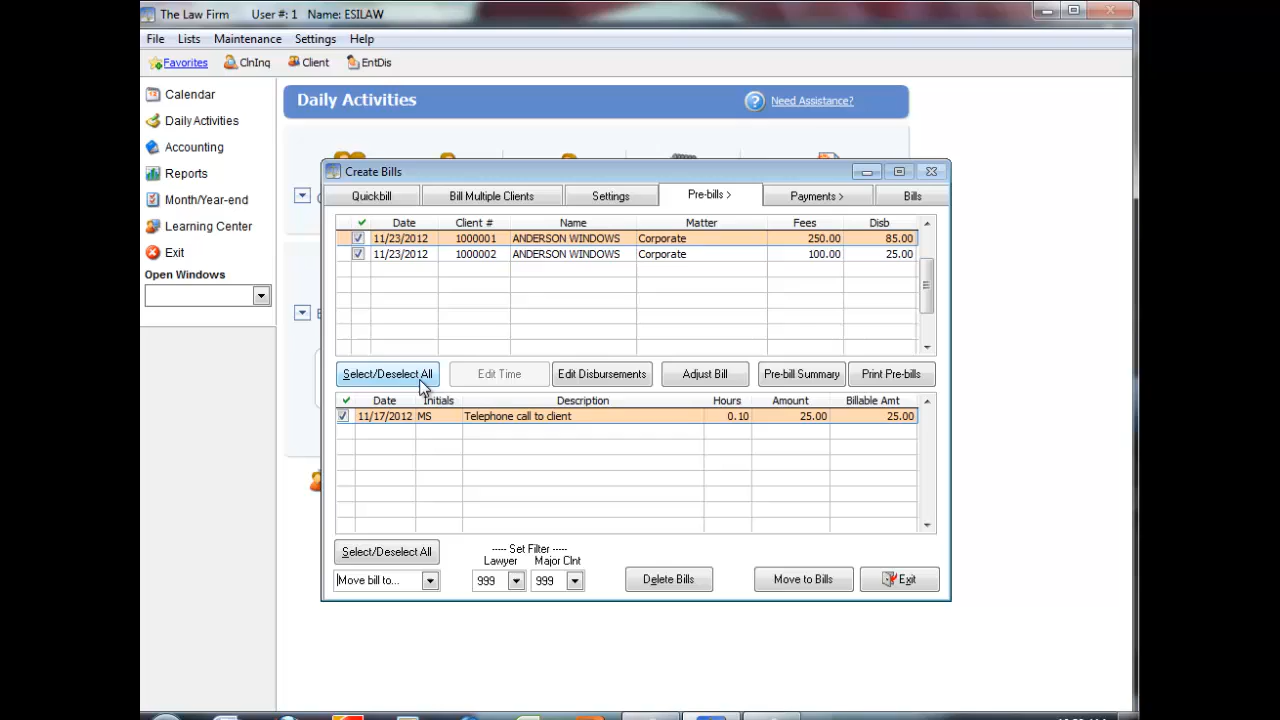 The Law Firm User #: 1 Name: ESILAW
File Lists Maintenance Settings Help
Favorites ClnInq Client EntDis
Calendar
Daily Activities
Accounting
Reports
Month/Year-end
Learning Center
Exit
Open Windows
Daily Activities
Need Assistance?
Create Bills
Quickbill Bill Multiple Clients Settings Pre-bills > Payments > Bills
Date Client # Name Matter Fees Disb
11/23/2012 1000001 ANDERSON WINDOWS Corporate 250.00 85.00
11/23/2012 1000002 ANDERSON WINDOWS Corporate 100.00 25.00
Select/Deselect All Edit Time Edit Disbursements Adjust Bill Pre-bill Summary Print Pre-bills
Date Initials Description Hours Amount Billable Amt
11/17/2012 MS Telephone call to client 0.10 25.00 25.00
Select/Deselect All
----- Set Filter -----
Lawyer Major Clnt
Move bill to... 999 999 Delete Bills Move to Bills Exit